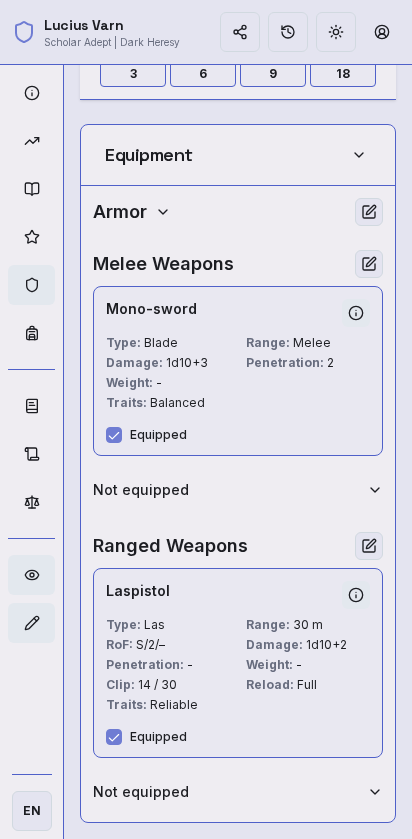 Lucius Varn
Scholar Adept | Dark Heresy
3 6 9 18
Equipment
Armor
Melee Weapons
Mono-sword
Type: Blade Range: Melee
Damage: 1d10+3 Penetration: 2
Weight: -
Traits: Balanced
Equipped
Not equipped
Ranged Weapons
Laspistol
Type: Las Range: 30 m
RoF: S/2/– Damage: 1d10+2
Penetration: - Weight: -
Clip: 14 / 30 Reload: Full
Traits: Reliable
Equipped
Not equipped
EN